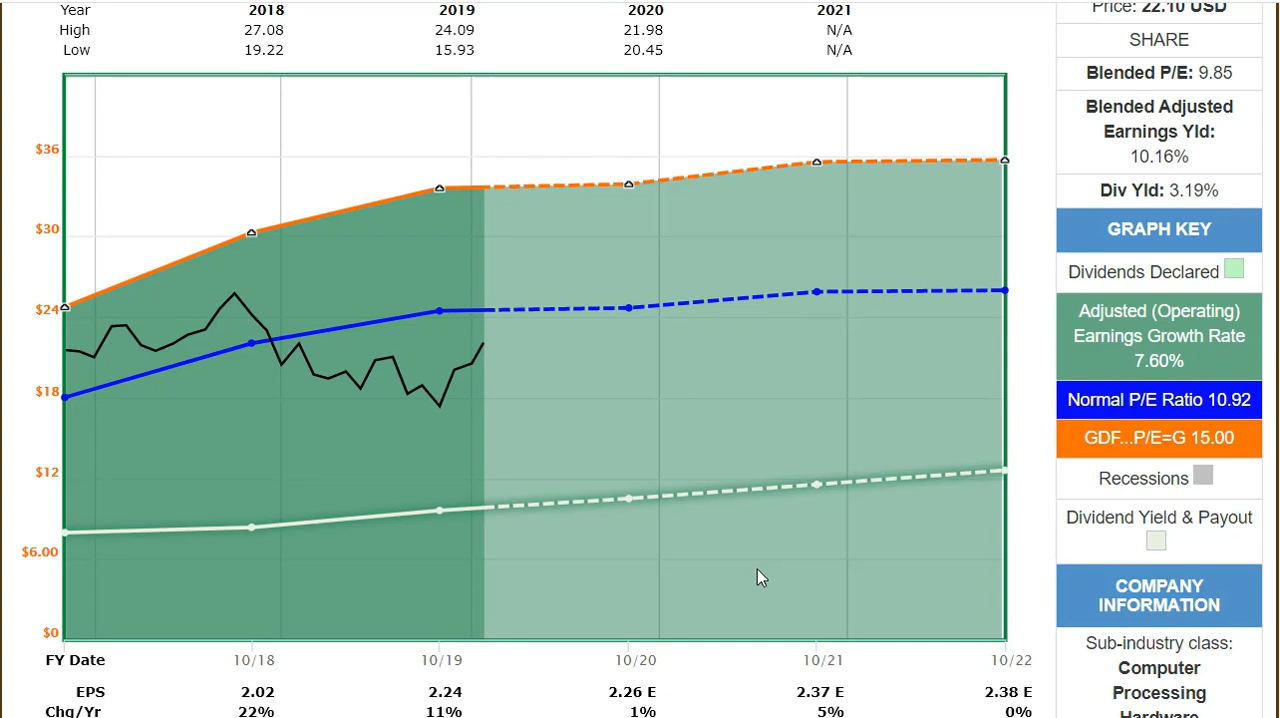 Year 2018 2019 2020 2021
High 27.08 24.09 21.98 N/A
Low 19.22 15.93 20.45 N/A
$36
$30
$24
$18
$12
$6.00
$0
FY Date 10/18 10/19 10/20 10/21 10/22
EPS 2.02 2.24 2.26 E 2.37 E 2.38 E
Chg/Yr 22% 11% 1% 5% 0%
Price: 22.10 USD
SHARE
Blended P/E: 9.85
Blended Adjusted
Earnings Yld:
10.16%
Div Yld: 3.19%
GRAPH KEY
Dividends Declared
Adjusted (Operating)
Earnings Growth Rate
7.60%
Normal P/E Ratio 10.92
GDF...P/E=G 15.00
Recessions
Dividend Yield & Payout
COMPANY
INFORMATION
Sub-industry class:
Computer
Processing
Hardware